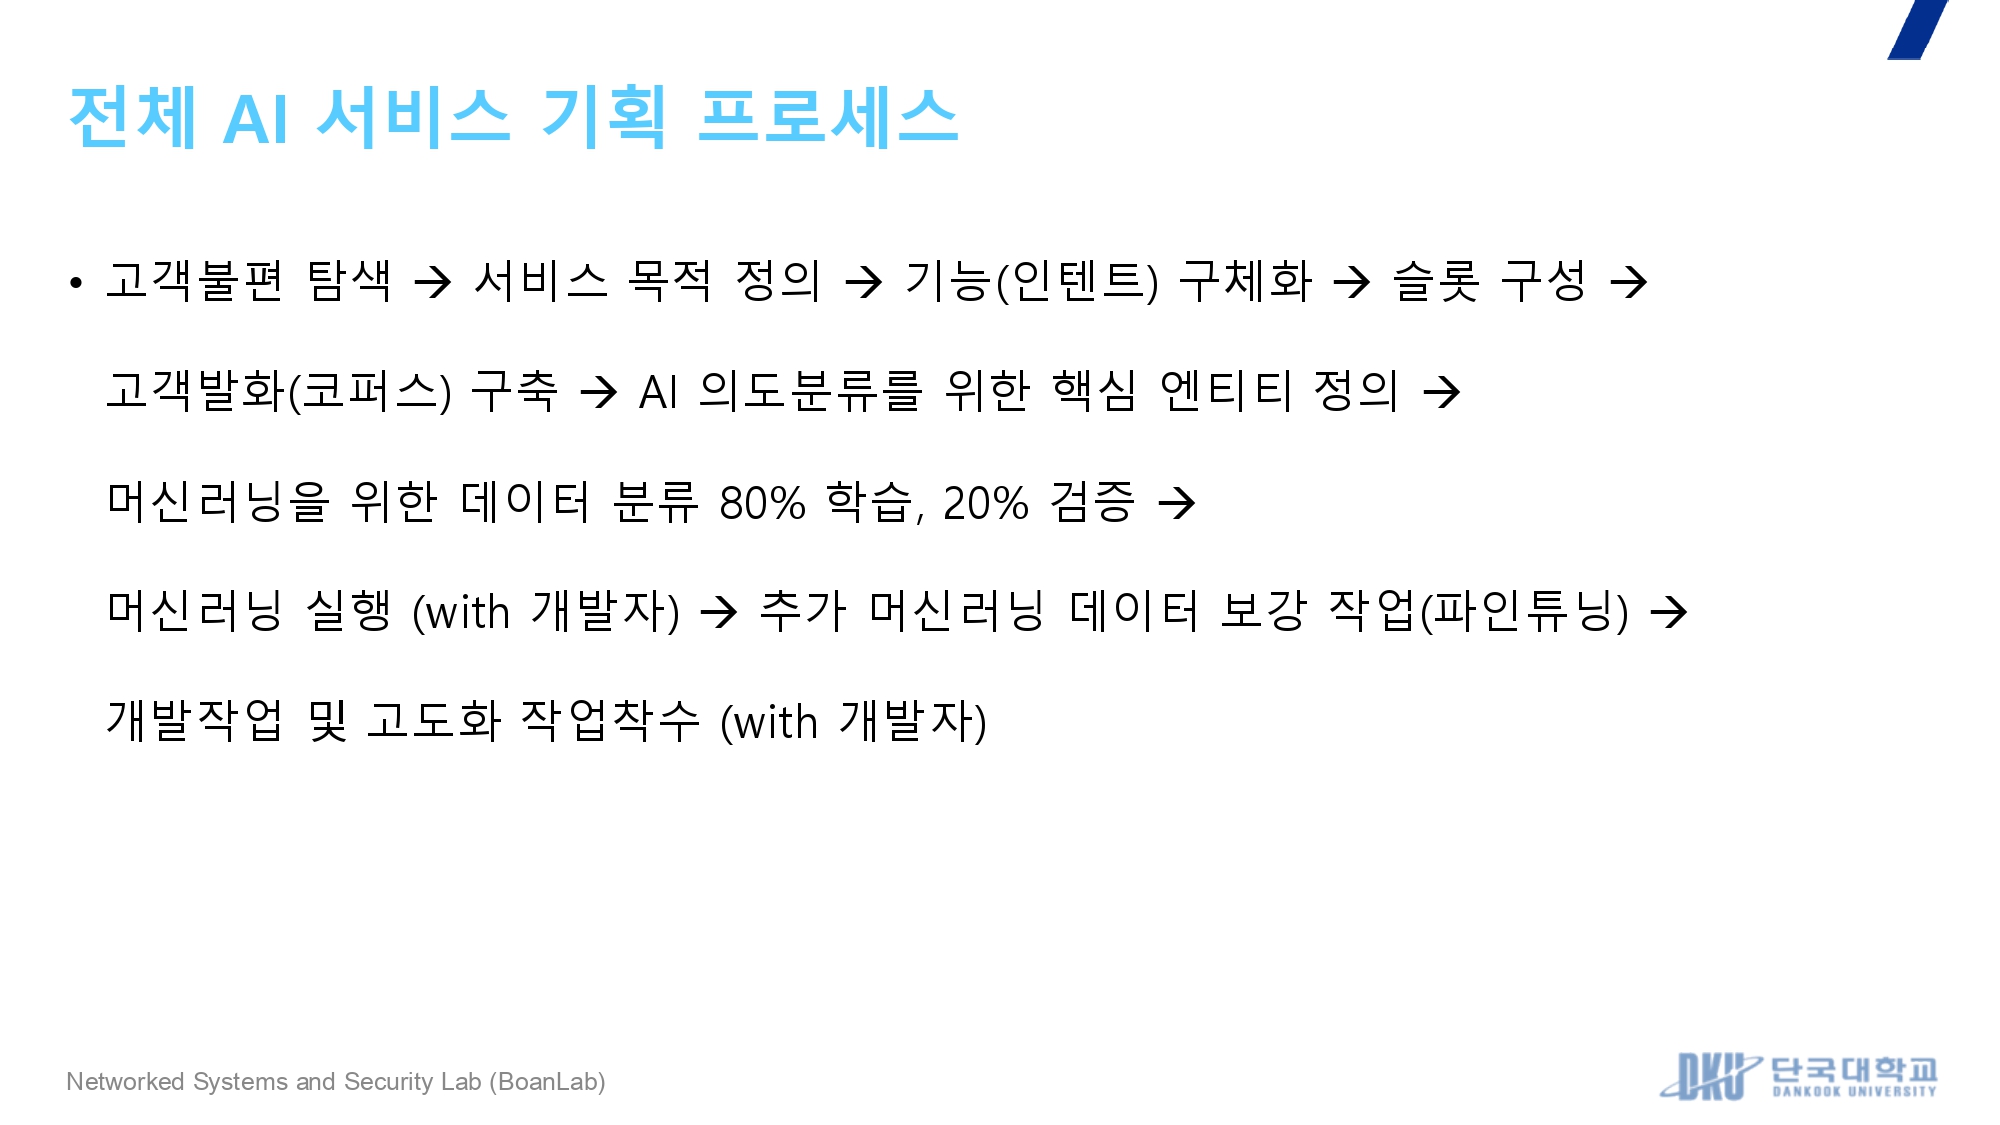 전체 AI 서비스 기획 프로세스
• 고객불편 탐색 → 서비스 목적 정의 → 기능(인텐트) 구체화 → 슬롯 구성 →
고객발화(코퍼스) 구축 → AI 의도분류를 위한 핵심 엔티티 정의 →
머신러닝을 위한 데이터 분류 80% 학습, 20% 검증 →
머신러닝 실행 (with 개발자) → 추가 머신러닝 데이터 보강 작업(파인튜닝) →
개발작업 및 고도화 작업착수 (with 개발자)
Networked Systems and Security Lab (BoanLab)
DKU 단국대학교
DANKOOK UNIVERSITY